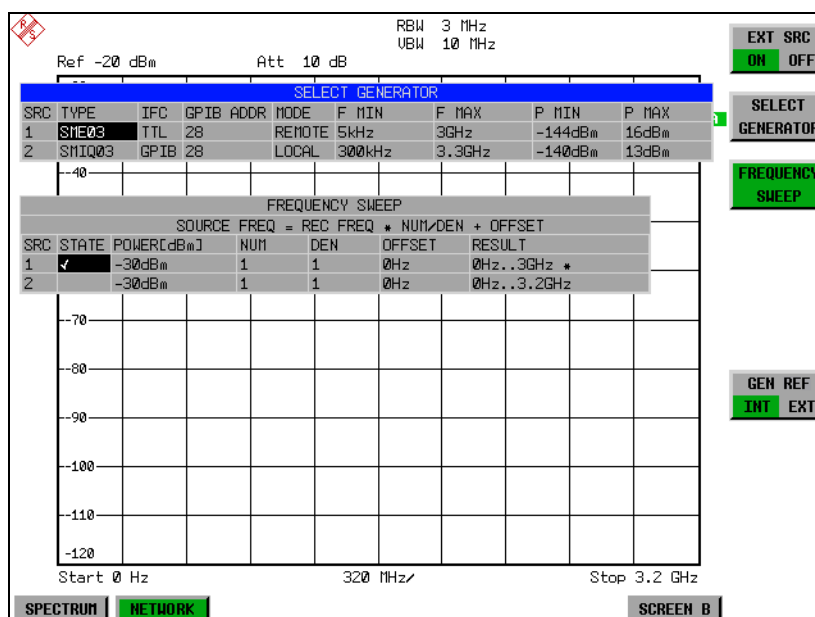 R S
RBW 3 MHz
VBW 10 MHz
Ref -20 dBm Att 10 dB
EXT SRC
ON OFF
SELECT GENERATOR
SRC TYPE IFC GPIB ADDR MODE F MIN F MAX P MIN P MAX
1 SME03 TTL 28 REMOTE 5kHz 3GHz -144dBm 16dBm
2 SMIQ03 GPIB 28 LOCAL 300kHz 3.3GHz -140dBm 13dBm
SELECT
GENERATOR
-40
FREQUENCY
SWEEP
FREQUENCY SWEEP
SOURCE FREQ = REC FREQ * NUM/DEN + OFFSET
SRC STATE POWER[dBm] NUM DEN OFFSET RESULT
1 ✓ -30dBm 1 1 0Hz 0Hz..3GHz *
2 -30dBm 1 1 0Hz 0Hz..3.2GHz
-70
-80
GEN REF
INT EXT
-90
-100
-110
-120
Start 0 Hz 320 MHz/ Stop 3.2 GHz
SPECTRUM NETWORK SCREEN B